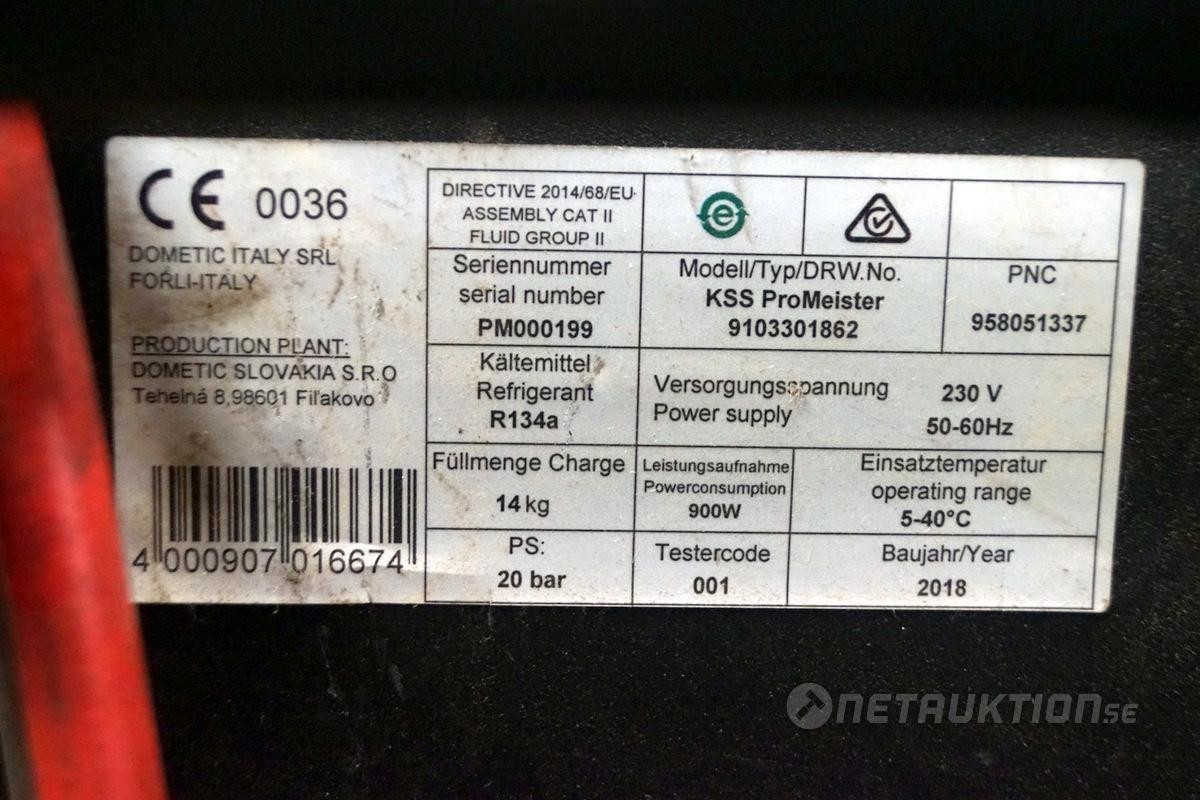 CE 0036
DOMETIC ITALY SRL
FORLI-ITALY
PRODUCTION PLANT:
DOMETIC SLOVAKIA S.R.O
Tehelná 8,98601 Fiľakovo
4 000907 016674
DIRECTIVE 2014/68/EU
ASSEMBLY CAT II
FLUID GROUP II
e
Seriennummer
serial number
PM000199
Modell/Typ/DRW.No.
KSS ProMeister
9103301862
PNC
958051337
Kältemittel
Refrigerant
R134a
Versorgungsspannung 230 V
Power supply 50-60Hz
Füllmenge Charge
14 kg
Leistungsaufnahme
Powerconsumption
900W
Einsatztemperatur
operating range
5-40°C
PS:
20 bar
Testercode
001
Baujahr/Year
2018
NETAUKTION.SE